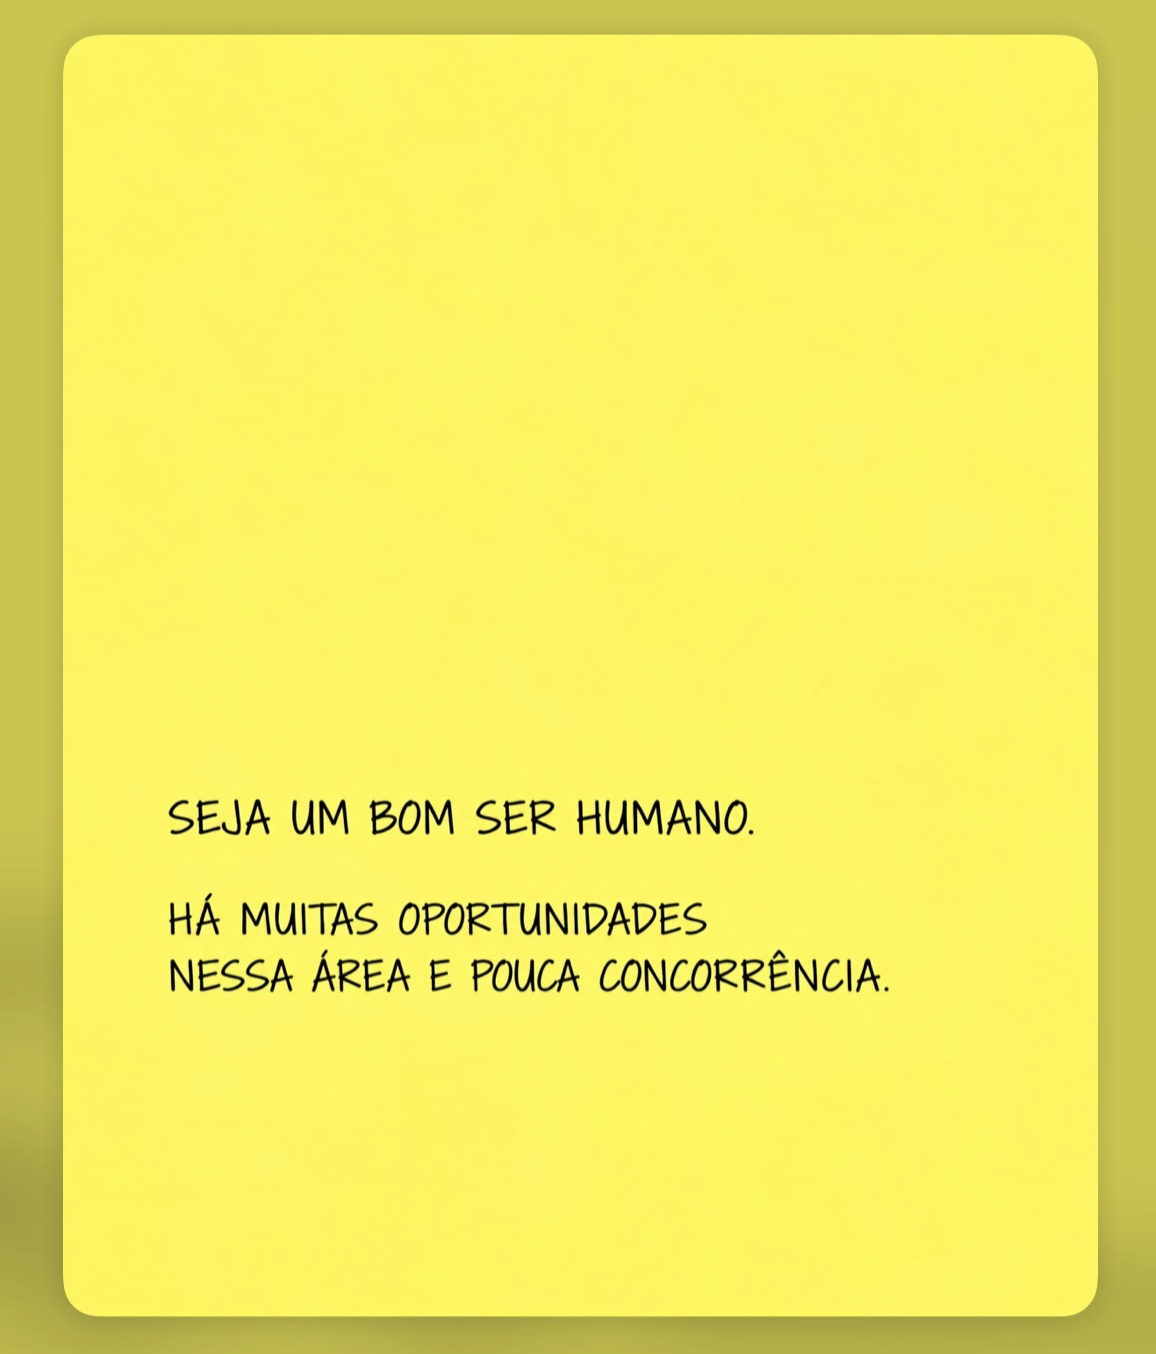 SEJA UM BOM SER HUMANO.
HÁ MUITAS OPORTUNIDADES
NESSA ÁREA E POUCA CONCORRÊNCIA.